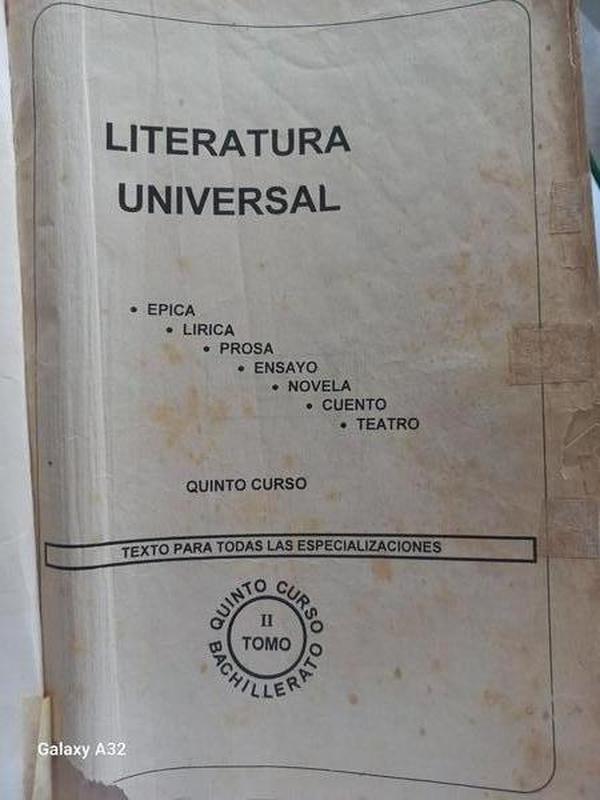 LITERATURA
UNIVERSAL
• EPICA
• LIRICA
• PROSA
• ENSAYO
• NOVELA
• CUENTO
• TEATRO
QUINTO CURSO
TEXTO PARA TODAS LAS ESPECIALIZACIONES
QUINTO CURSO
II
TOMO
BACHILLERATO
Galaxy A32